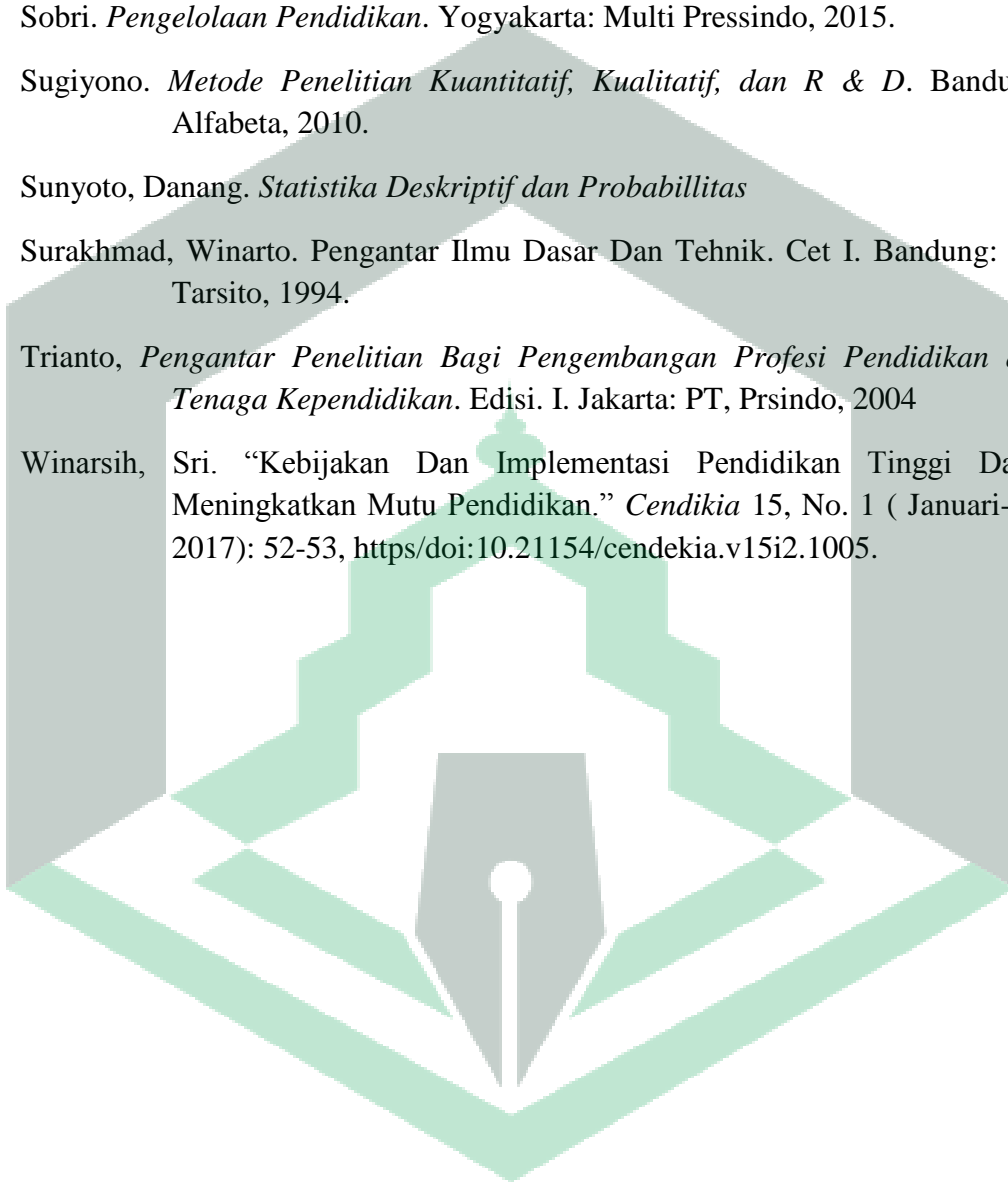 Sobri. Pengelolaan Pendidikan. Yogyakarta: Multi Pressindo, 2015.
Sugiyono. Metode Penelitian Kuantitatif, Kualitatif, dan R & D.
Alfabeta, 2010.
Sunyoto, Danang. Statistika Deskriptif dan Probabillitas
Surakhmad, Winarto. Pengantar Ilmu Dasar Dan Tehnik. Cet I. Bandung:
Tarsito, 1994.
Trianto, Pengantar Penelitian Bagi Pengembangan Profesi Pendidikan
Tenaga Kependidikan. Edisi. I. Jakarta: PT, Prsindo, 2004
Winarsih, Sri. “Kebijakan Dan Implementasi Pendidikan Tinggi
Meningkatkan Mutu Pendidikan.” Cendikia 15, No. 1 ( Januari-
2017): 52-53, https/doi:10.21154/cendekia.v15i2.1005.